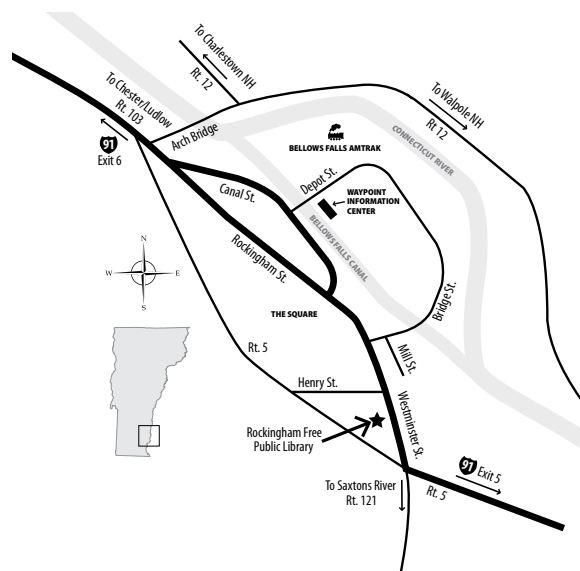 To Charlestown NH
Rt. 12
To Chester/Ludlow
Rt. 103
91
Exit 6
Arch Bridge
To Walpole NH
Rt 12
CONNECTICUT RIVER
BELLOWS FALLS AMTRAK
Depot St.
WAYPOINT
INFORMATION
CENTER
Canal St.
BELLOWS FALLS CANAL
Rockingham St.
N
W
E
S
Bridge St.
THE SQUARE
Rt. 5
Mill St.
Henry St.
Westminster St.
Rockingham Free
Public Library
91
Exit 5
To Saxtons River
Rt. 121
Rt. 5